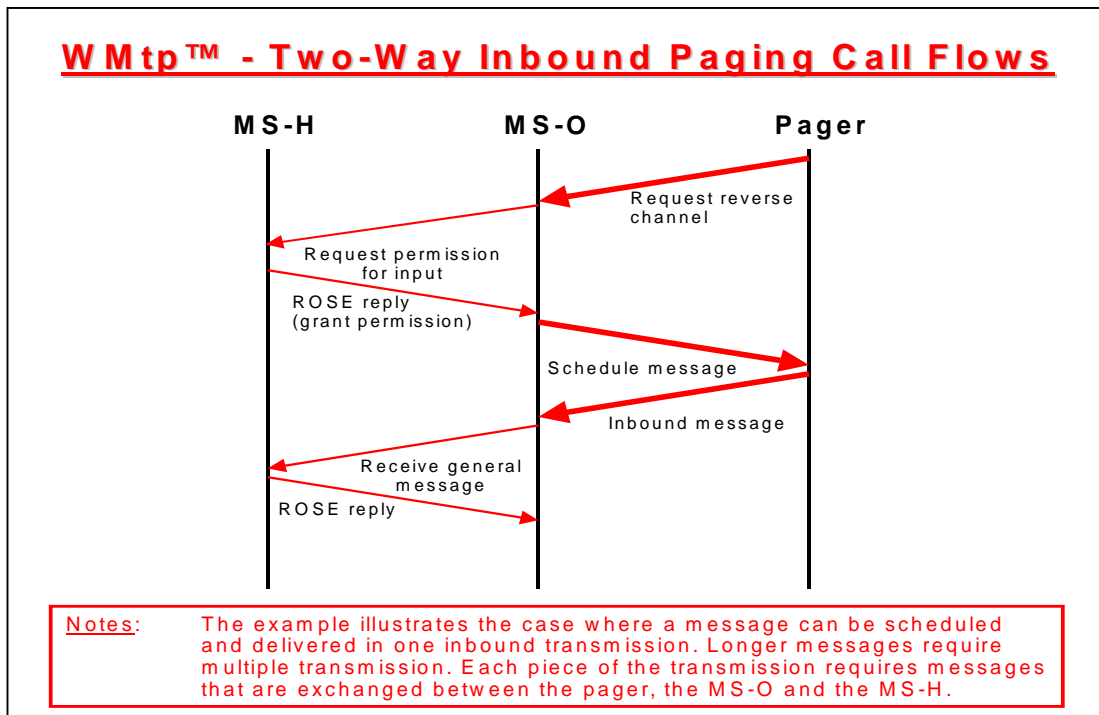 WMtp™ - Two-Way Inbound Paging Call Flows
MS-H
MS-O
Pager
Request reverse
channel
Request permission
for input
ROSE reply
(grant permission)
Schedule message
Inbound message
Receive general
message
ROSE reply
Notes: The example illustrates the case where a message can be scheduled
and delivered in one inbound transmission. Longer messages require
multiple transmission. Each piece of the transmission requires messages
that are exchanged between the pager, the MS-O and the MS-H.